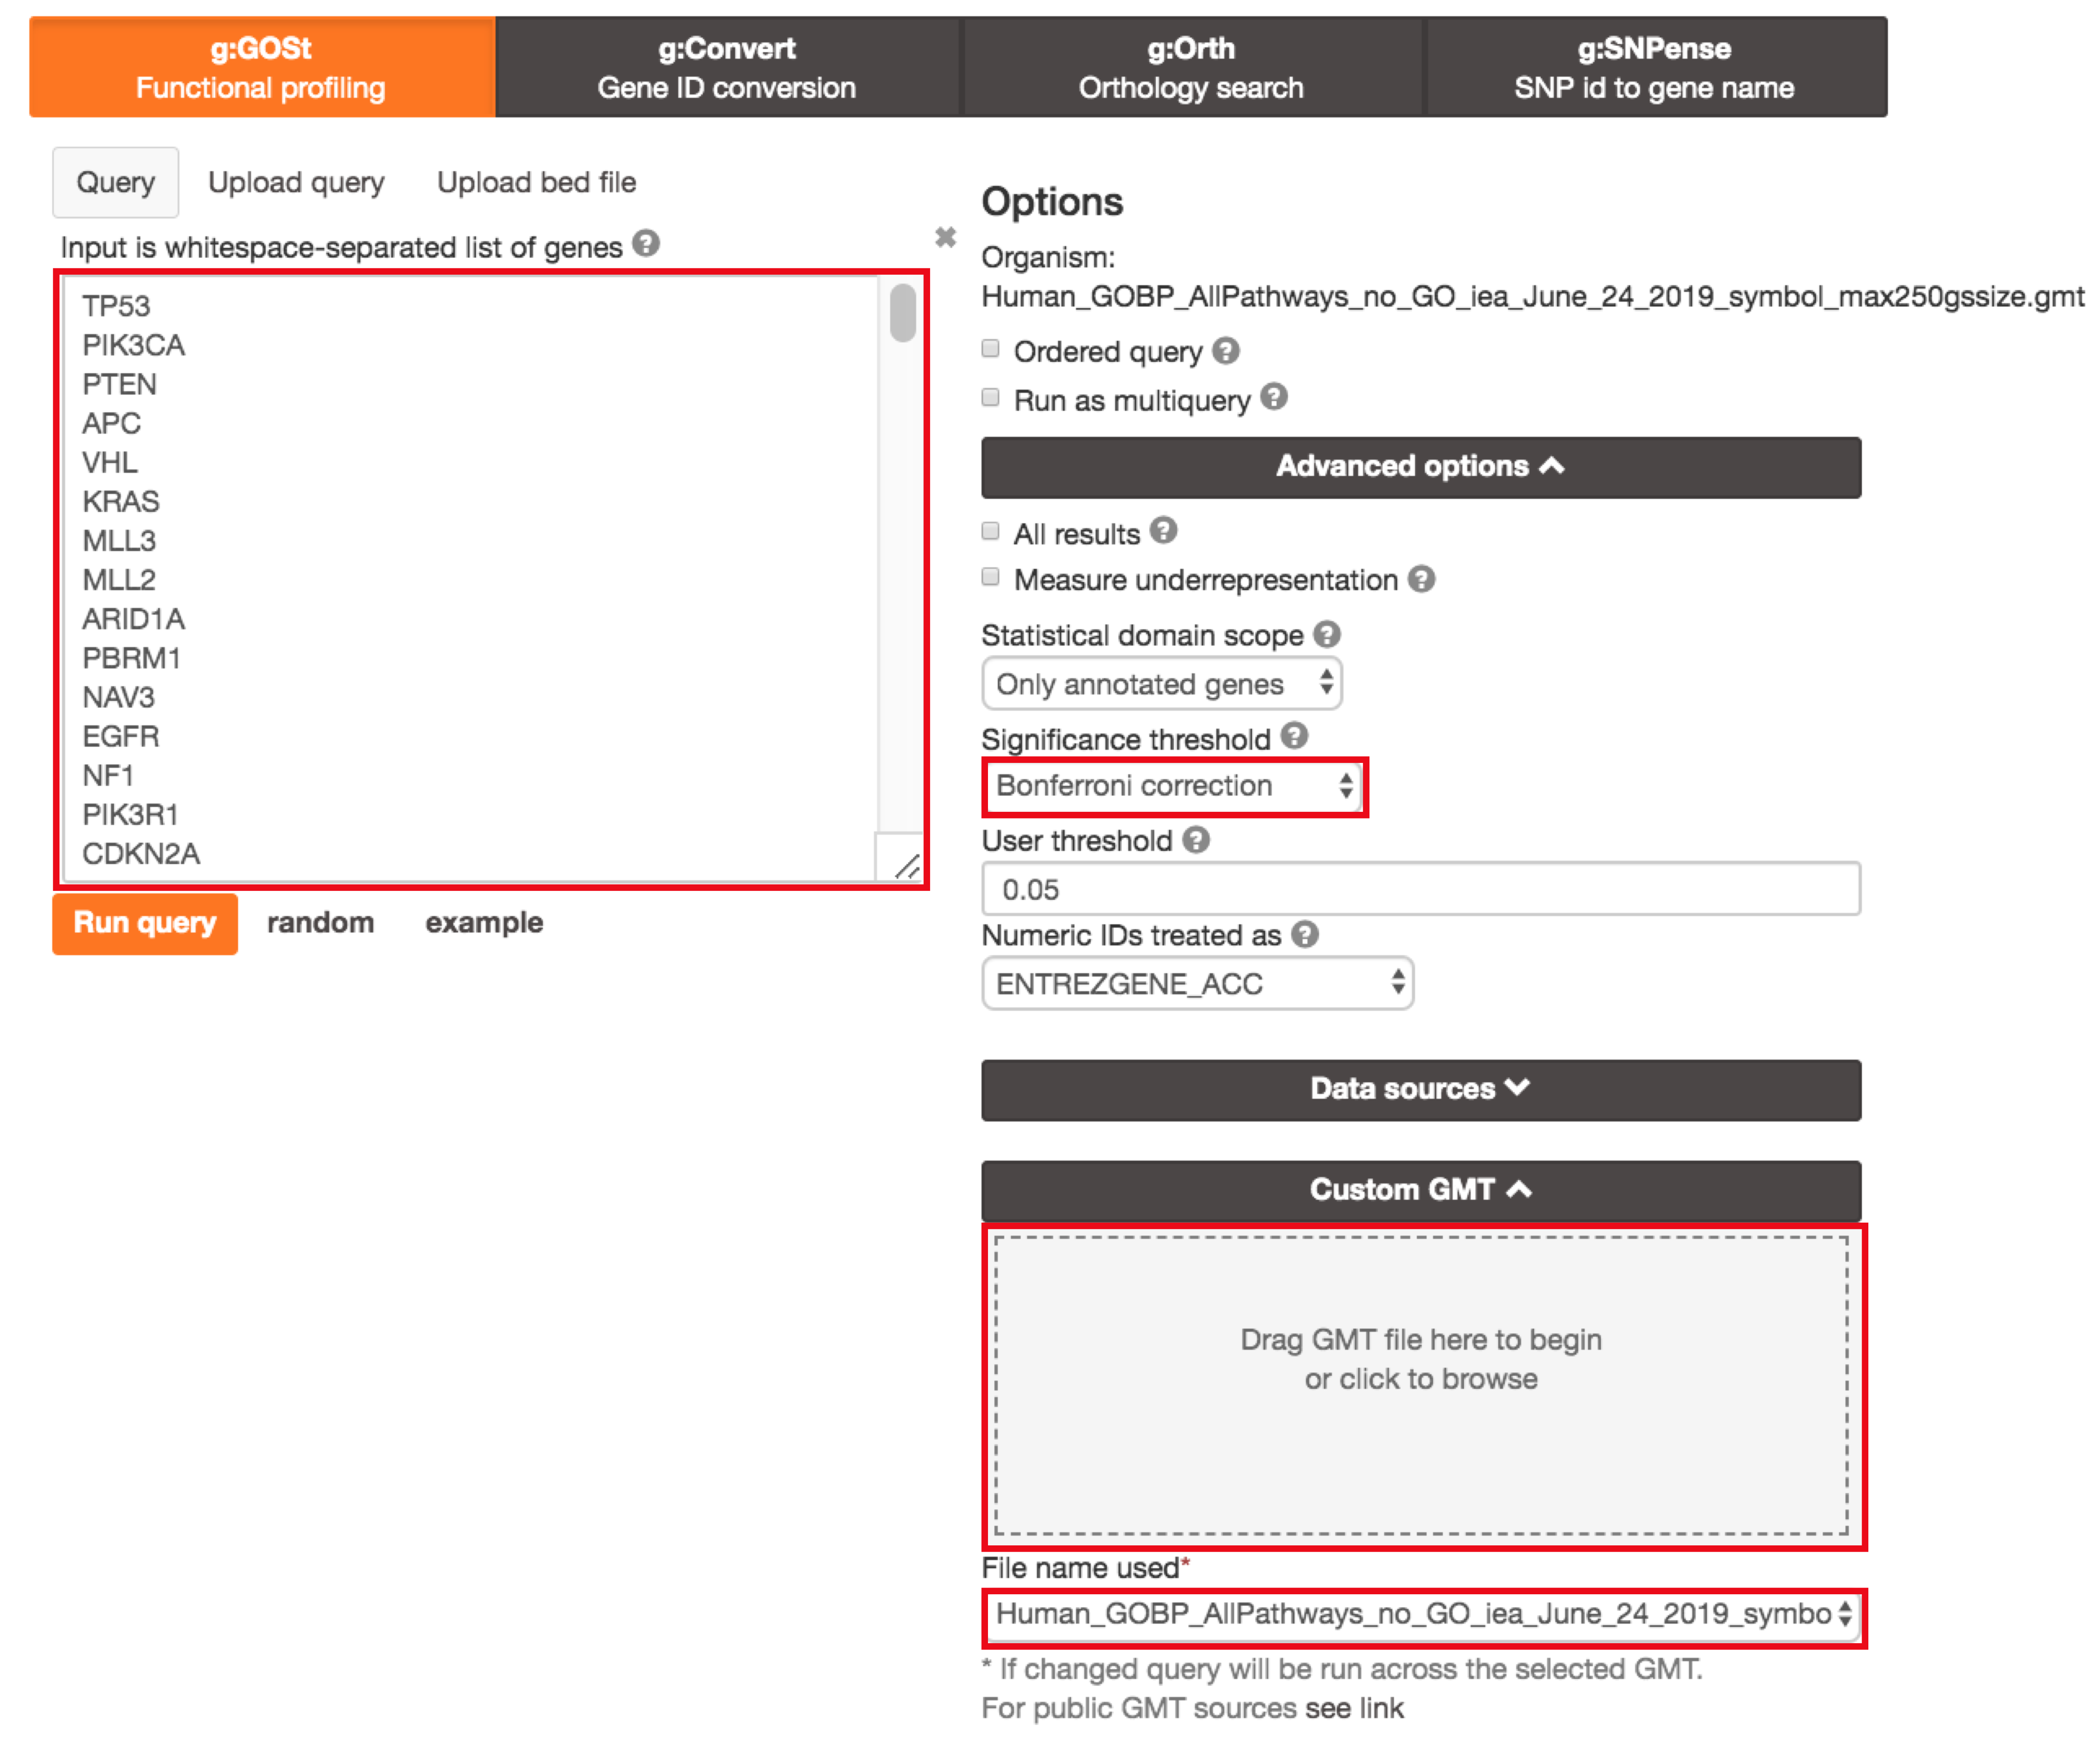 g:GOSt
Functional profiling
g:Convert
Gene ID conversion
g:Orth
Orthology search
g:SNPense
SNP id to gene name
Query
Upload query
Upload bed file
Input is whitespace-separated list of genes ?
TP53
PIK3CA
PTEN
APC
VHL
KRAS
MLL3
MLL2
ARID1A
PBRM1
NAV3
EGFR
NF1
PIK3R1
CDKN2A
Run query
random
example
Options
Organism:
Human_GOBP_AllPathways_no_GO_iea_June_24_2019_symbol_max250gssize.gmt
Ordered query ?
Run as multiquery ?
Advanced options
All results ?
Measure underrepresentation ?
Statistical domain scope ?
Only annotated genes
Significance threshold ?
Bonferroni correction
User threshold ?
0.05
Numeric IDs treated as ?
ENTREZGENE_ACC
Data sources
Custom GMT
Drag GMT file here to begin
or click to browse
File name used*
Human_GOBP_AllPathways_no_GO_iea_June_24_2019_symbo
* If changed query will be run across the selected GMT.
For public GMT sources see link